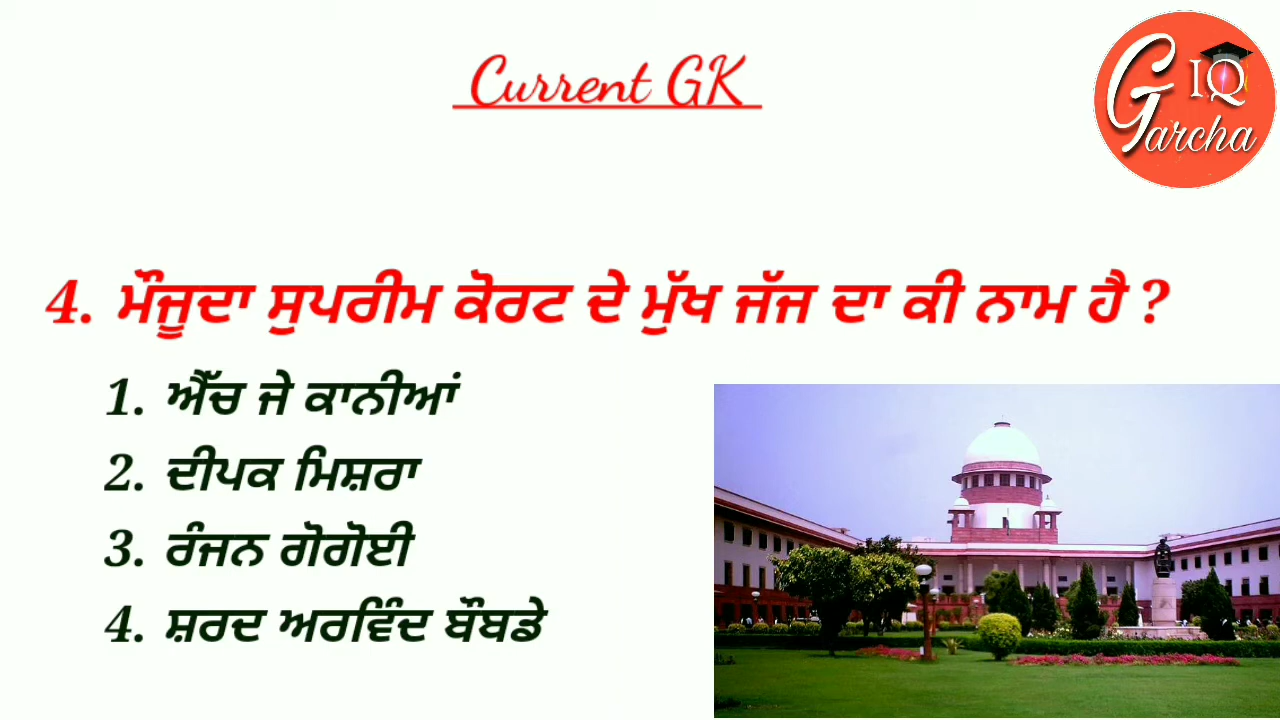 Current GK
G IQ
Garcha
4. ਮੌਜੂਦਾ ਸੁਪਰੀਮ ਕੋਰਟ ਦੇ ਮੁੱਖ ਜੱਜ ਦਾ ਕੀ ਨਾਮ ਹੈ ?
1. ਐੱਚ ਜੇ ਕਾਨੀਆਂ
2. ਦੀਪਕ ਮਿਸ਼ਰਾ
3. ਰੰਜਨ ਗੋਗੋਈ
4. ਸ਼ਰਦ ਅਰਵਿੰਦ ਬੌਬਡੇ